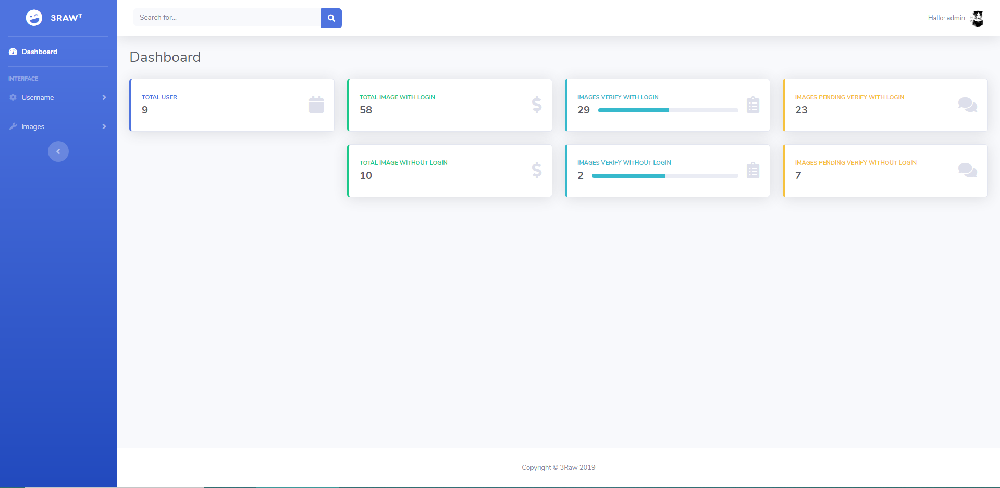 3RAWT
Search for...
Hallo: admin
Dashboard
INTERFACE
Username
Images
Dashboard
TOTAL USER
9
TOTAL IMAGE WITH LOGIN
58
IMAGES VERIFY WITH LOGIN
29
IMAGES PENDING VERIFY WITH LOGIN
23
TOTAL IMAGE WITHOUT LOGIN
10
IMAGES VERIFY WITHOUT LOGIN
2
IMAGES PENDING VERIFY WITHOUT LOGIN
7
Copyright © 3Raw 2019